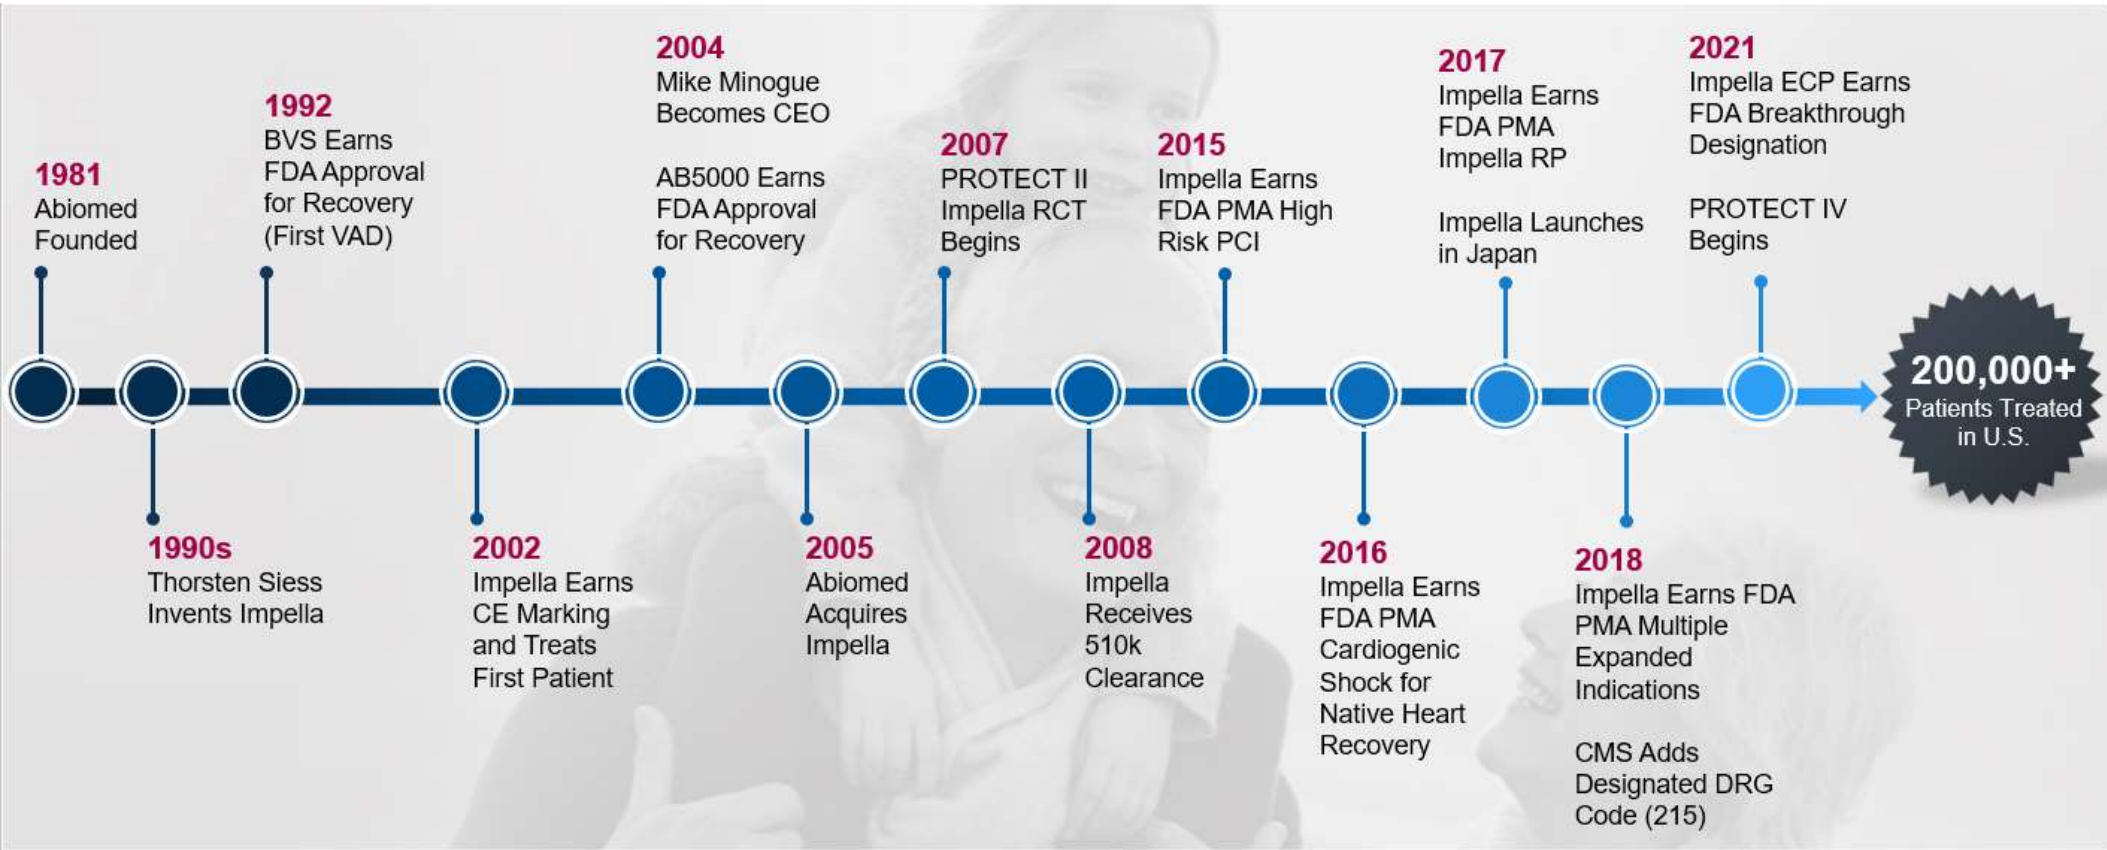 1981
Abiomed
Founded
1990s
Thorsten Siess
Invents Impella
1992
BVS Earns
FDA Approval
for Recovery
(First VAD)
2002
Impella Earns
CE Marking
and Treats
First Patient
2004
Mike Minogue
Becomes CEO
AB5000 Earns
FDA Approval
for Recovery
2005
Abiomed
Acquires
Impella
2007
PROTECT II
Impella RCT
Begins
2008
Impella
Receives
510k
Clearance
2015
Impella Earns
FDA PMA High
Risk PCI
2016
Impella Earns
FDA PMA
Cardiogenic
Shock for
Native Heart
Recovery
2017
Impella Earns
FDA PMA
Impella RP
Impella Launches
in Japan
2018
Impella Earns FDA
PMA Multiple
Expanded
Indications
CMS Adds
Designated DRG
Code (215)
2021
Impella ECP Earns
FDA Breakthrough
Designation
PROTECT IV
Begins
200,000+
Patients Treated
in U.S.